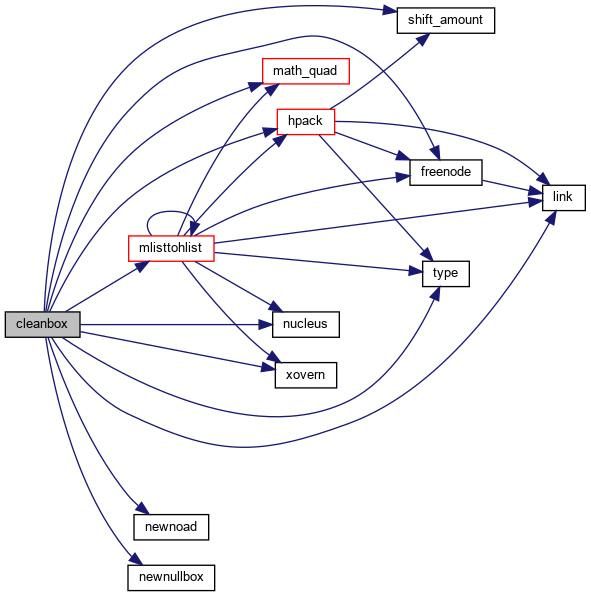 shift_amount
math_quad
hpack
freenode
link
mlisttohlist
type
cleanbox
nucleus
xovern
newnoad
newnullbox